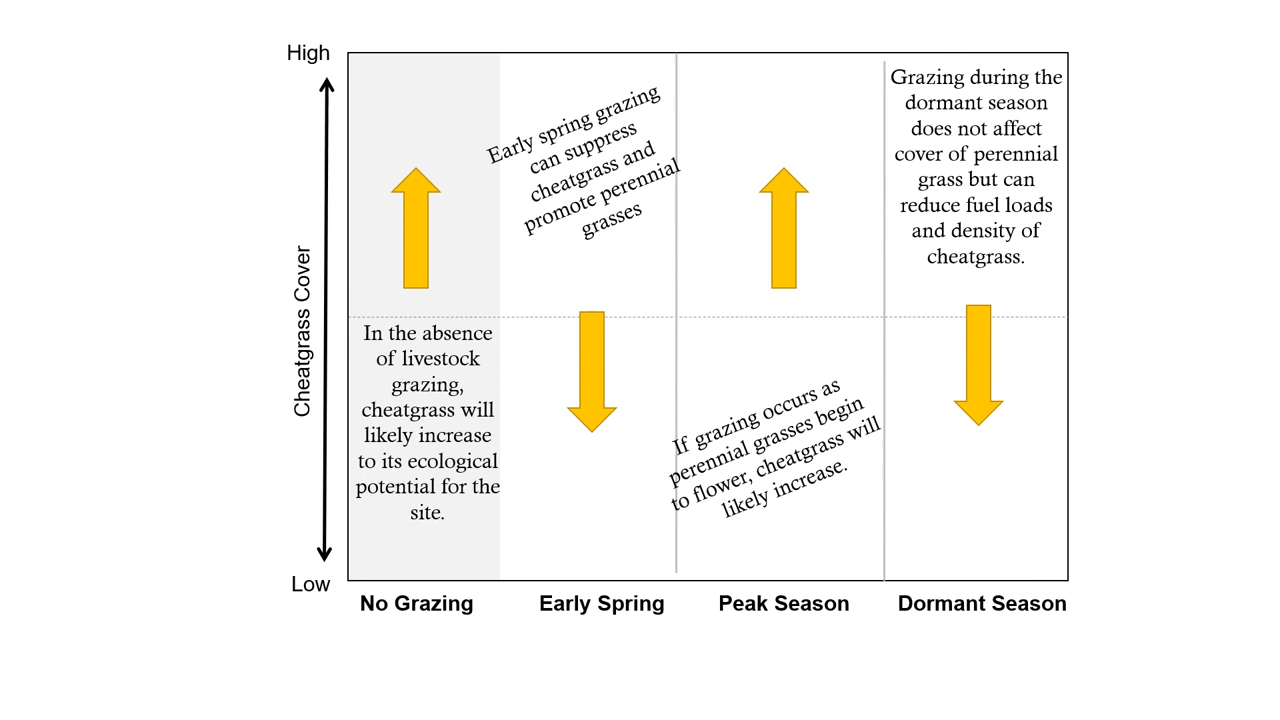 High
Cheatgrass Cover
Low
In the absence
of livestock
grazing,
cheatgrass will
likely increase
to its ecological
potential for the
site.
Early spring grazing
can suppress
cheatgrass and
promote perennial
grasses
If grazing occurs as
perennial grasses begin
to flower, cheatgrass will
likely increase.
Grazing during the
dormant season
does not affect
cover of perennial
grass but can
reduce fuel loads
and density of
cheatgrass.
No Grazing
Early Spring
Peak Season
Dormant Season